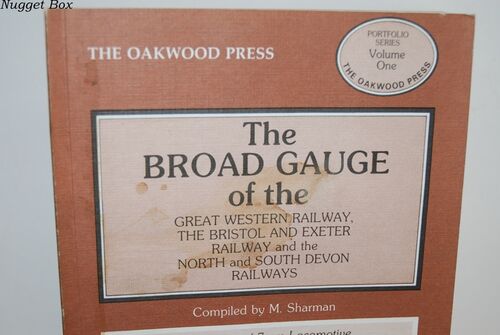 Nugget Box
THE OAKWOOD PRESS
PORTFOLIO
SERIES
Volume
One
THE OAKWOOD PRESS
The
BROAD GAUGE
of the
GREAT WESTERN RAILWAY,
THE BRISTOL AND EXETER
RAILWAY and the
NORTH and SOUTH DEVON
RAILWAYS
Compiled by M. Sharman
Locomotive